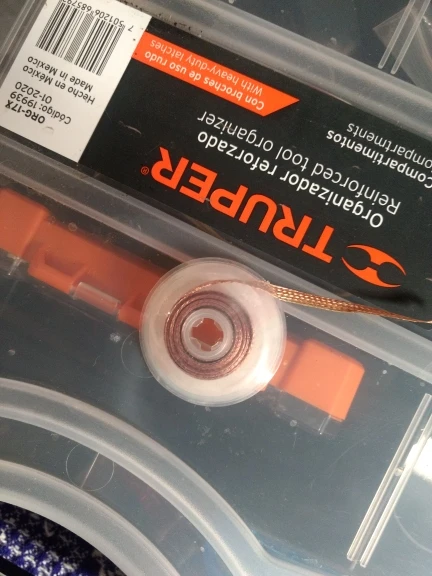 TRUPER®
Organizador reforzado
Reinforced tool organizer
Compartimentos
compartments
Con broches de uso rudo
With heavy-duty latches
ORG-17X
Código: 19939
01-2020
Hecho en México
Made in Mexico